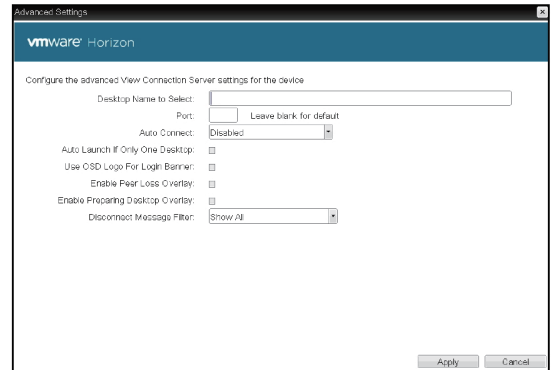 Advanced Settings
vmware Horizon
Configure the advanced View Connection Server settings for the device
Desktop Name to Select:
Port: Leave blank for default
Auto Connect: Disabled
Auto Launch If Only One Desktop:
Use OSD Logo For Login Banner:
Enable Peer Loss Overlay:
Enable Preparing Desktop Overlay:
Disconnect Message Filter: Show All
Apply Cancel